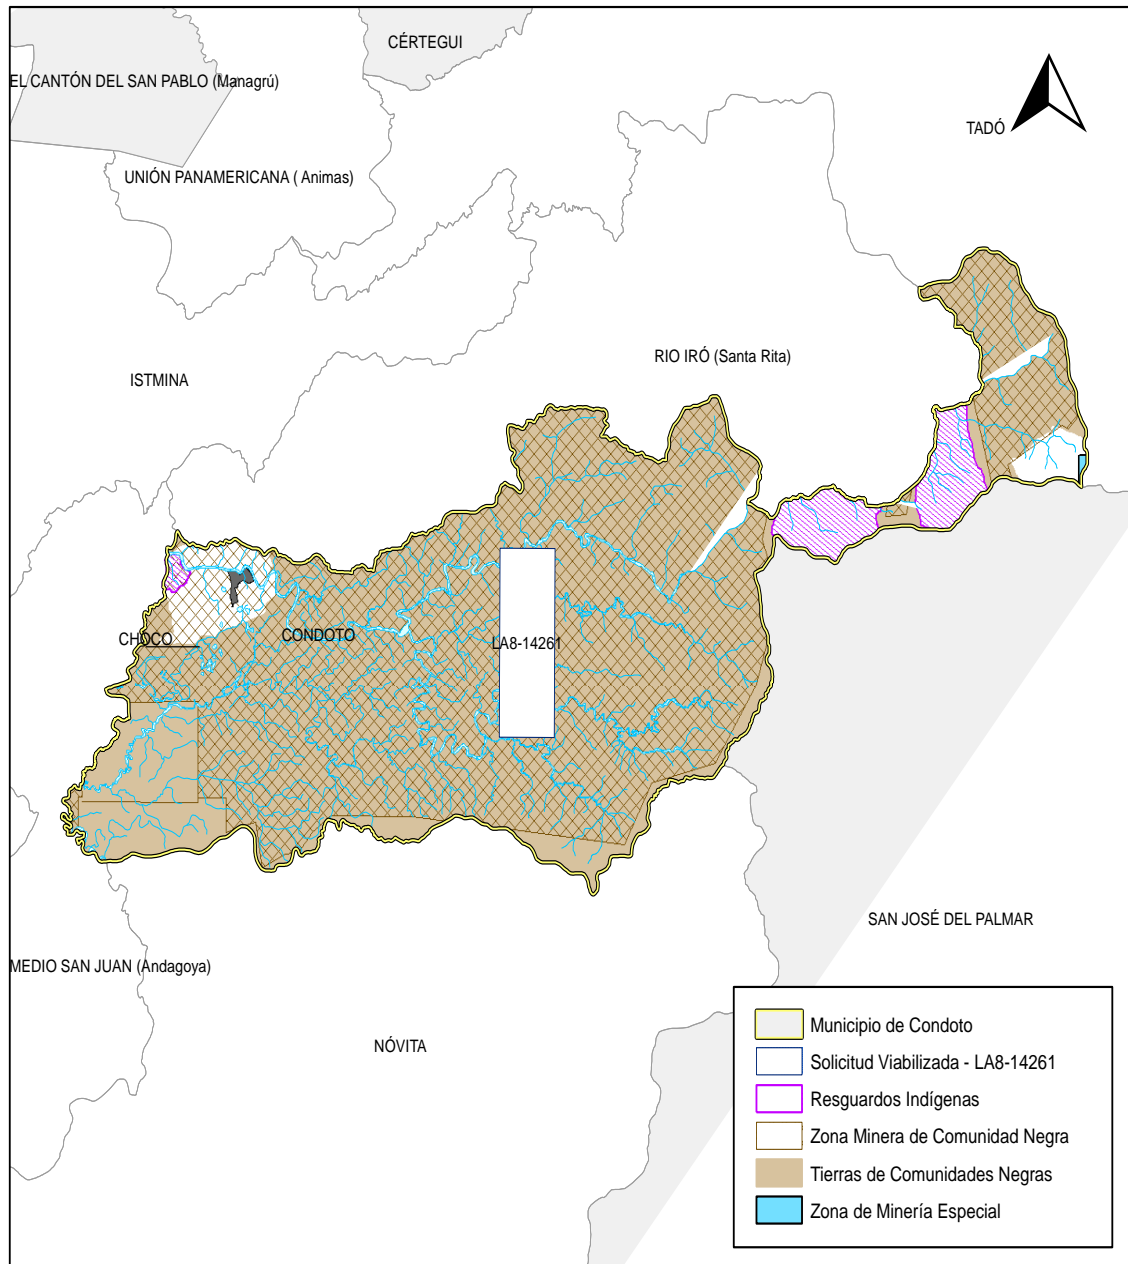 CÉRTEGUI
EL CANTÓN DEL SAN PABLO (Managrú)
TADÓ
UNIÓN PANAMERICANA ( Animas)
RIO IRÓ (Santa Rita)
ISTMINA
CHOCO
CONDOTO
LA8-14261
SAN JOSÉ DEL PALMAR
MEDIO SAN JUAN (Andagoya)
NÓVITA
Municipio de Condoto
Solicitud Viabilizada - LA8-14261
Resguardos Indígenas
Zona Minera de Comunidad Negra
Tierras de Comunidades Negras
Zona de Minería Especial